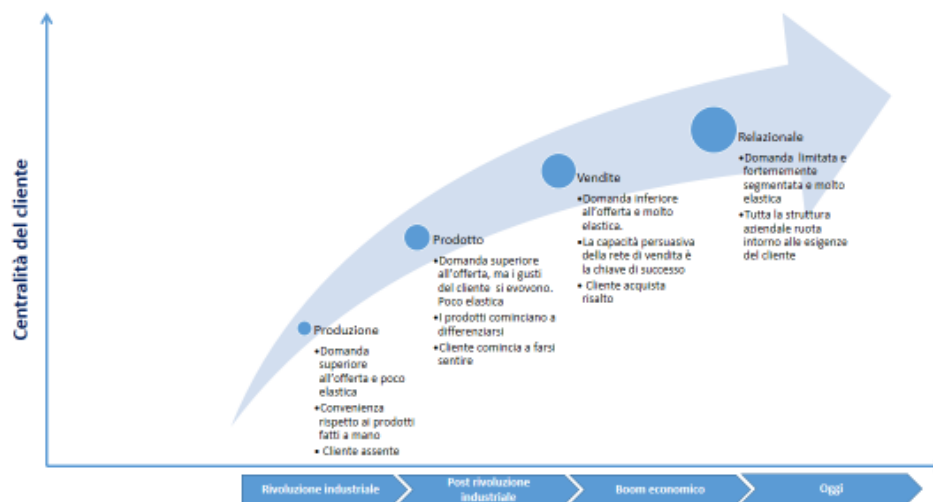 Centralità del cliente
Relazionale
•Domanda limitata e
fortememente
segmentata e molto
elastica
•Tutta la struttura
aziendale ruota
intorno alle esigenze
del cliente
Vendite
•Domanda inferiore
all'offerta e molto
elastica.
•La capacità persuasiva
della rete di vendita è
la chiave di successo
• Cliente acquista
risalto
Prodotto
•Domanda superiore
all'offerta, ma i gusti
del cliente si evovono.
Poco elastica
•I prodotti cominciano a
differenziarsi
•Cliente comincia a farsi
sentire
Produzione
•Domanda
superiore
all'offerta e poco
elastica
•Convenienza
rispetto ai prodotti
fatti a mano
• Cliente assente
Rivoluzione industriale
Post rivoluzione
industriale
Boom economico
Oggi